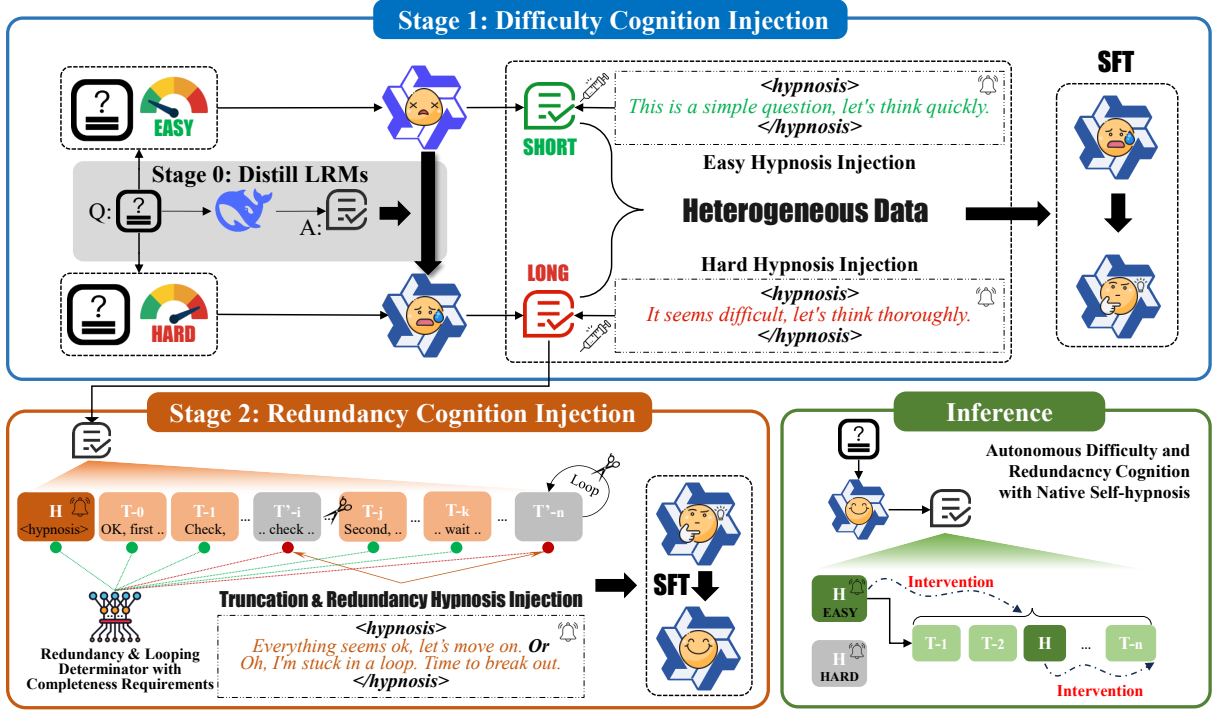 Stage 1: Difficulty Cognition Injection
?
EASY
SHORT
<hypnosis>
This is a simple question, let's think quickly.
</hypnosis>
Easy Hypnosis Injection
SFT
Stage 0: Distill LRMs
Q:
?
A:
Heterogeneous Data
?
HARD
LONG
Hard Hypnosis Injection
<hypnosis>
It seems difficult, let's think thoroughly.
</hypnosis>
Stage 2: Redundancy Cognition Injection
Loop
H
<hypnosis>
T-0
OK, first ..
T-1
Check,
...
T'-i
.. check ..
...
T-j
Second, ..
T-k
.. wait ..
...
T'-n
Redundancy & Looping
Determinator with
Completeness Requirements
Truncation & Redundancy Hypnosis Injection
<hypnosis>
Everything seems ok, let's move on. Or
Oh, I'm stuck in a loop. Time to break out.
</hypnosis>
SFT
Inference
?
Autonomous Difficulty and
Redundacncy Cognition
with Native Self-hypnosis
H
EASY
Intervention
H
HARD
T-1
T-2
H
...
T-n
Intervention